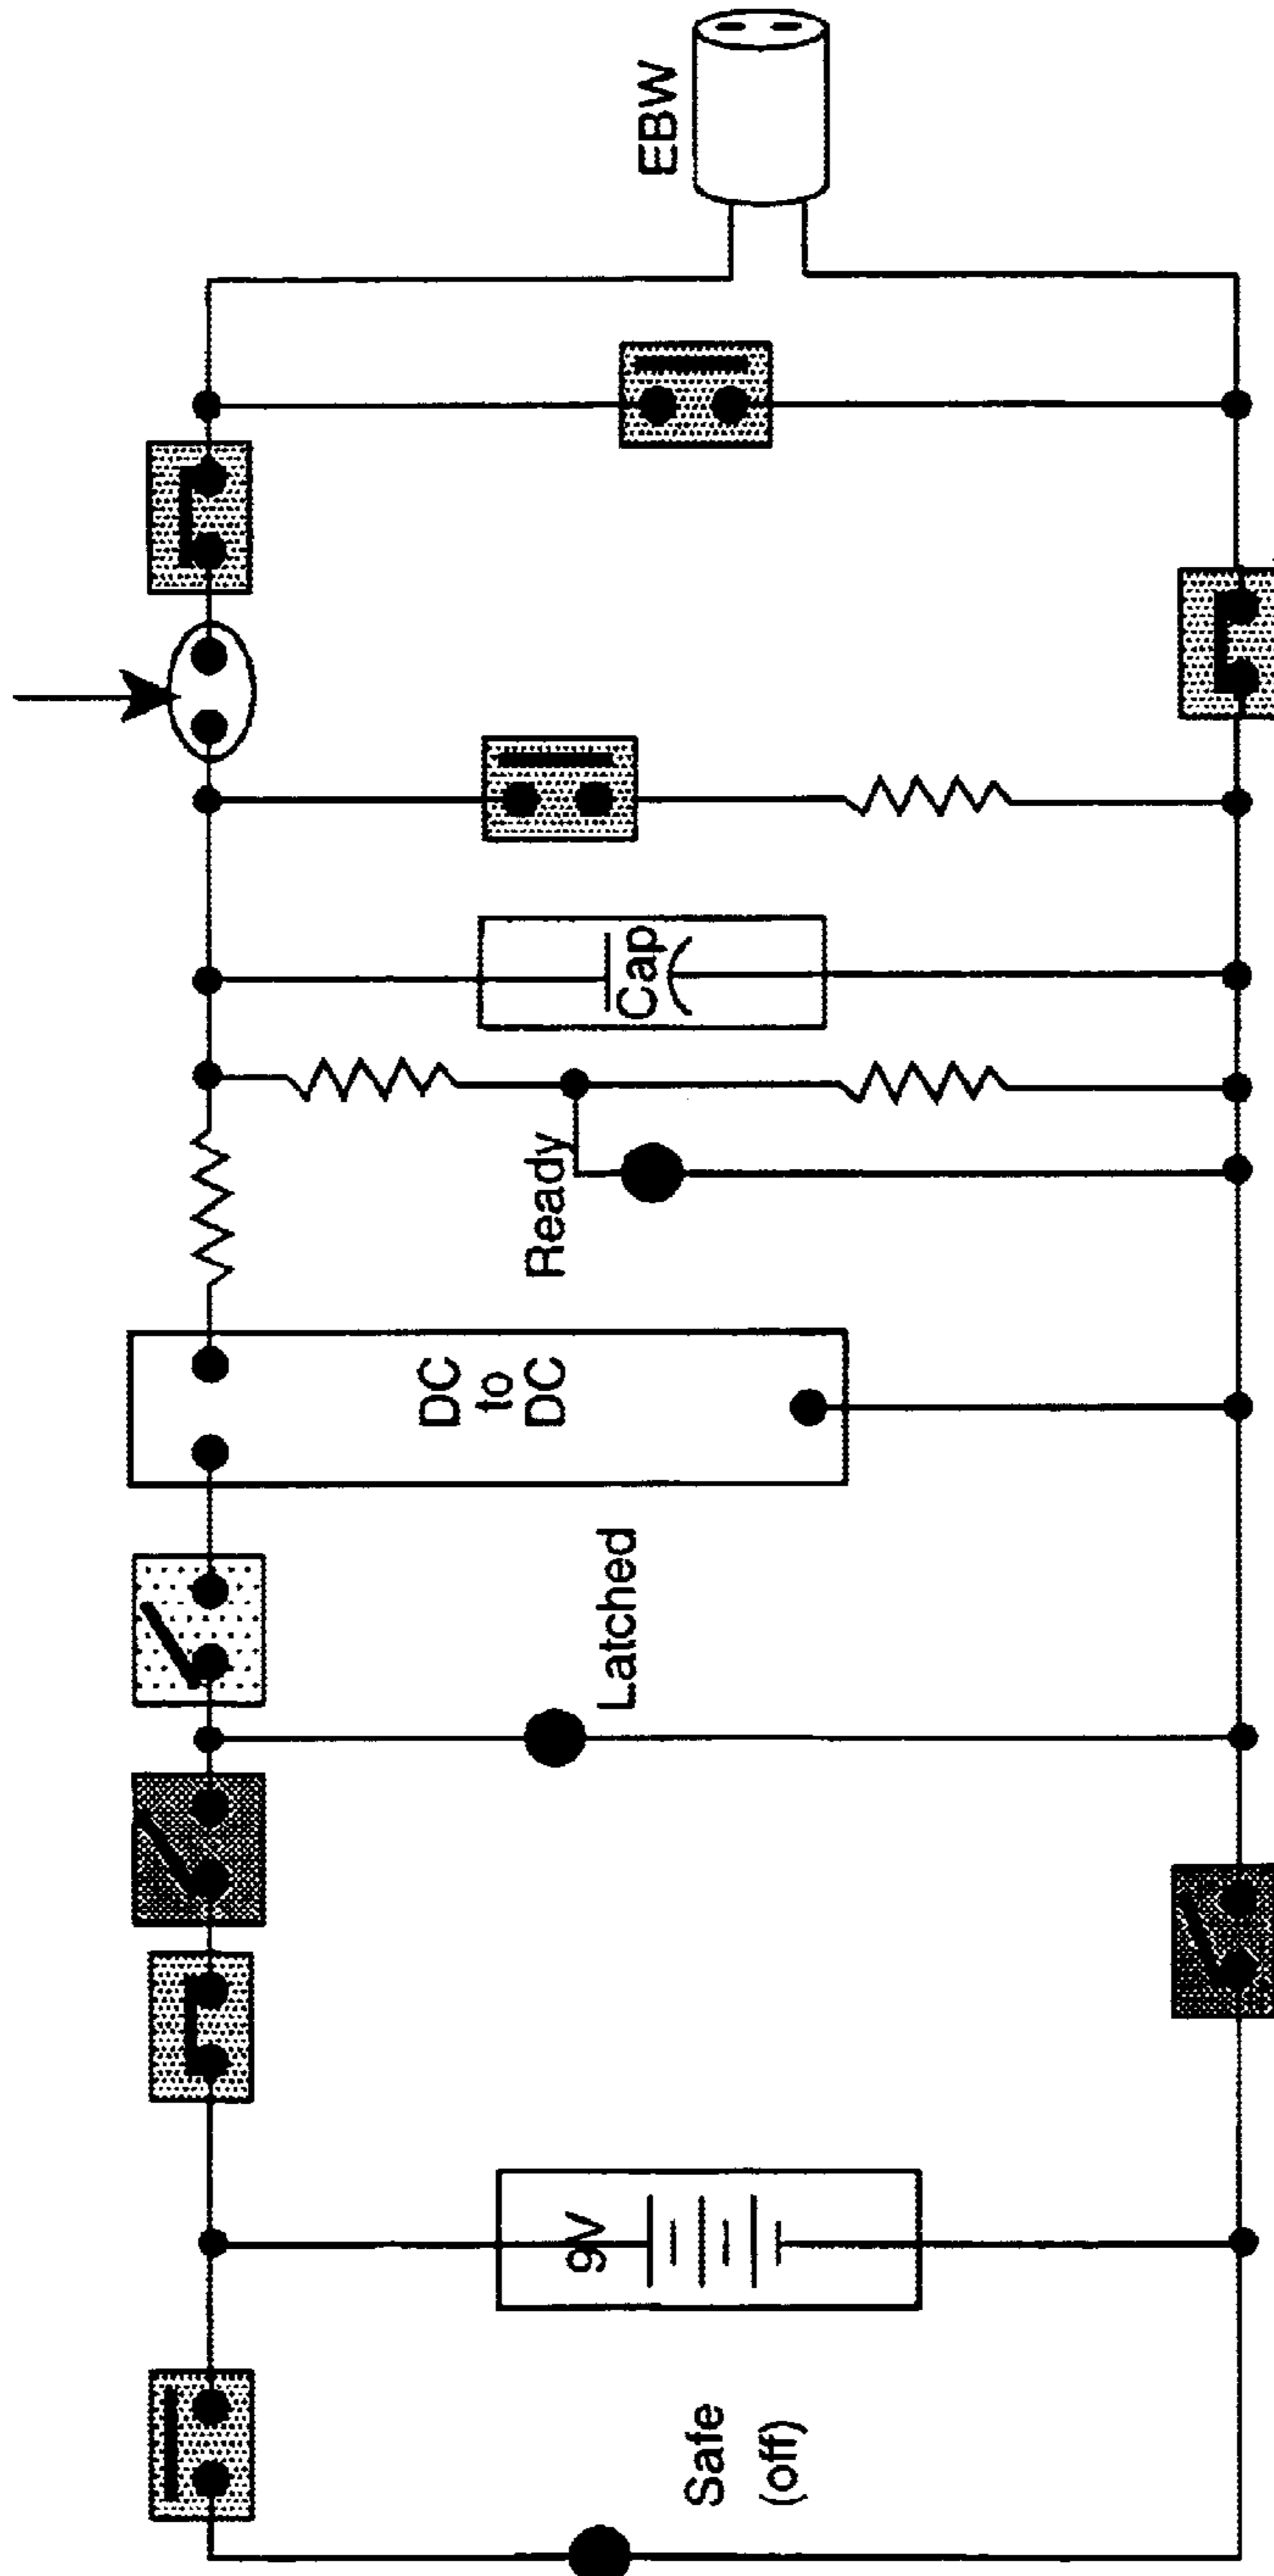 Safe
(off)
9V
Latched
DC
to
DC
Ready
Cap
EBW